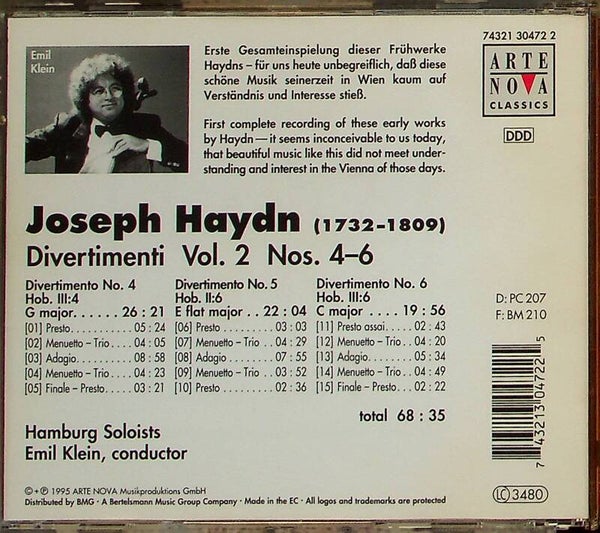 Emil
Klein
Erste Gesamteinspielung dieser Frühwerke
Haydns – für uns heute unbegreiflich, daß diese
schöne Musik seinerzeit in Wien kaum auf
Verständnis und Interesse stieß.
First complete recording of these early works
by Haydn — it seems inconceivable to us today,
that beautiful music like this did not meet under-
standing and interest in the Vienna of those days.
74321 30472 2
ARTE
NOVA
CLASSICS
DDD
Joseph Haydn (1732–1809)
Divertimenti Vol. 2 Nos. 4–6
Divertimento No. 4
Hob. III:4
G major...... 26 : 21
[01] Presto..... 05 : 24
[02] Menuetto – Trio .. 04 : 05
[03] Adagio..... 08 : 58
[04] Menuetto – Trio .. 04 : 23
[05] Finale – Presto.... 03 : 21
Divertimento No. 5
Hob. II:6
E flat major .. 22 : 04
[06] Presto..... 03 : 03
[07] Menuetto – Trio.. 04 : 29
[08] Adagio..... 07 : 55
[09] Menuetto – Trio.. 03 : 52
[10] Presto..... 02 : 36
Divertimento No. 6
Hob. III:6
C major .... 19 : 56
[11] Presto assai.... 02 : 43
[12] Menuetto – Trio .. 04 : 20
[13] Adagio..... 05 : 34
[14] Menuetto – Trio .. 04 : 49
[15] Finale – Presto... 02 : 22
total 68 : 35
D: PC 207
F: BM 210
7 43213 04722 5
Hamburg Soloists
Emil Klein, conductor
LC 3480
© + ℗ 1995 ARTE NOVA Musikproduktions GmbH
Distributed by BMG · A Bertelsmann Music Group Company · Made in the EC · All logos and trademarks are protected